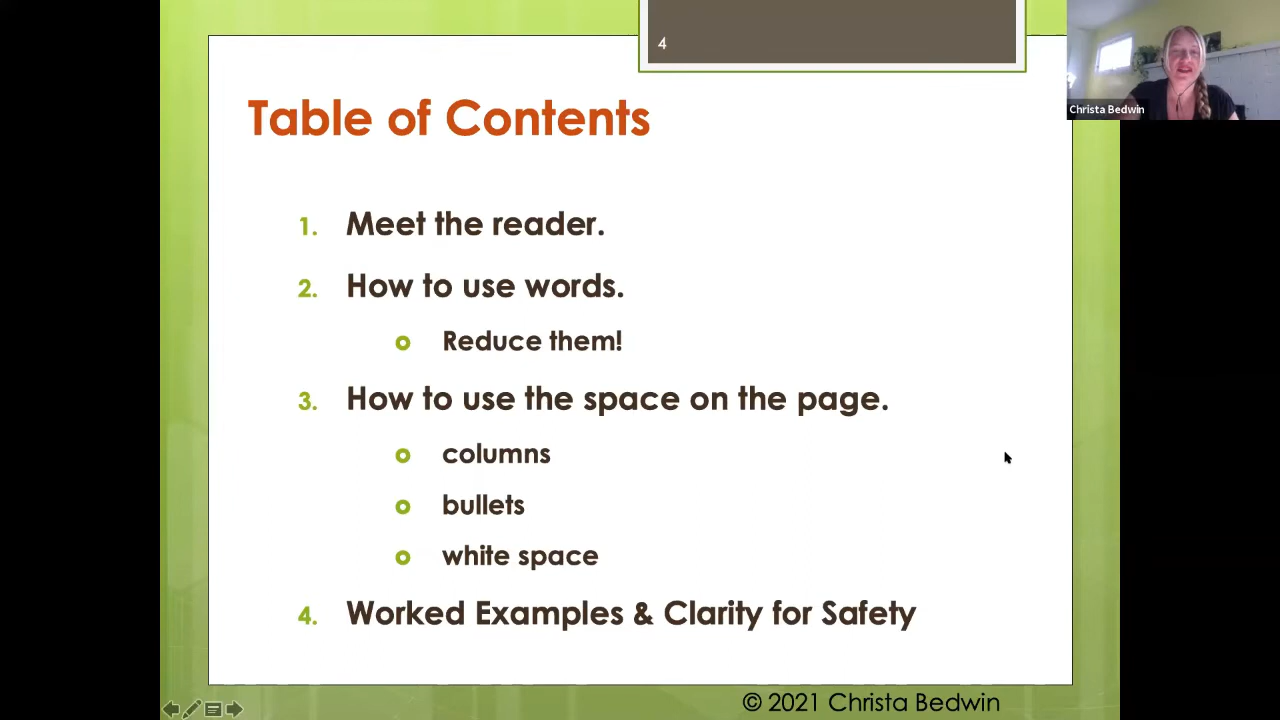 4
Christa Bedwin
Table of Contents
1. Meet the reader.
2. How to use words.
Reduce them!
3. How to use the space on the page.
columns
bullets
white space
4. Worked Examples & Clarity for Safety
© 2021 Christa Bedwin